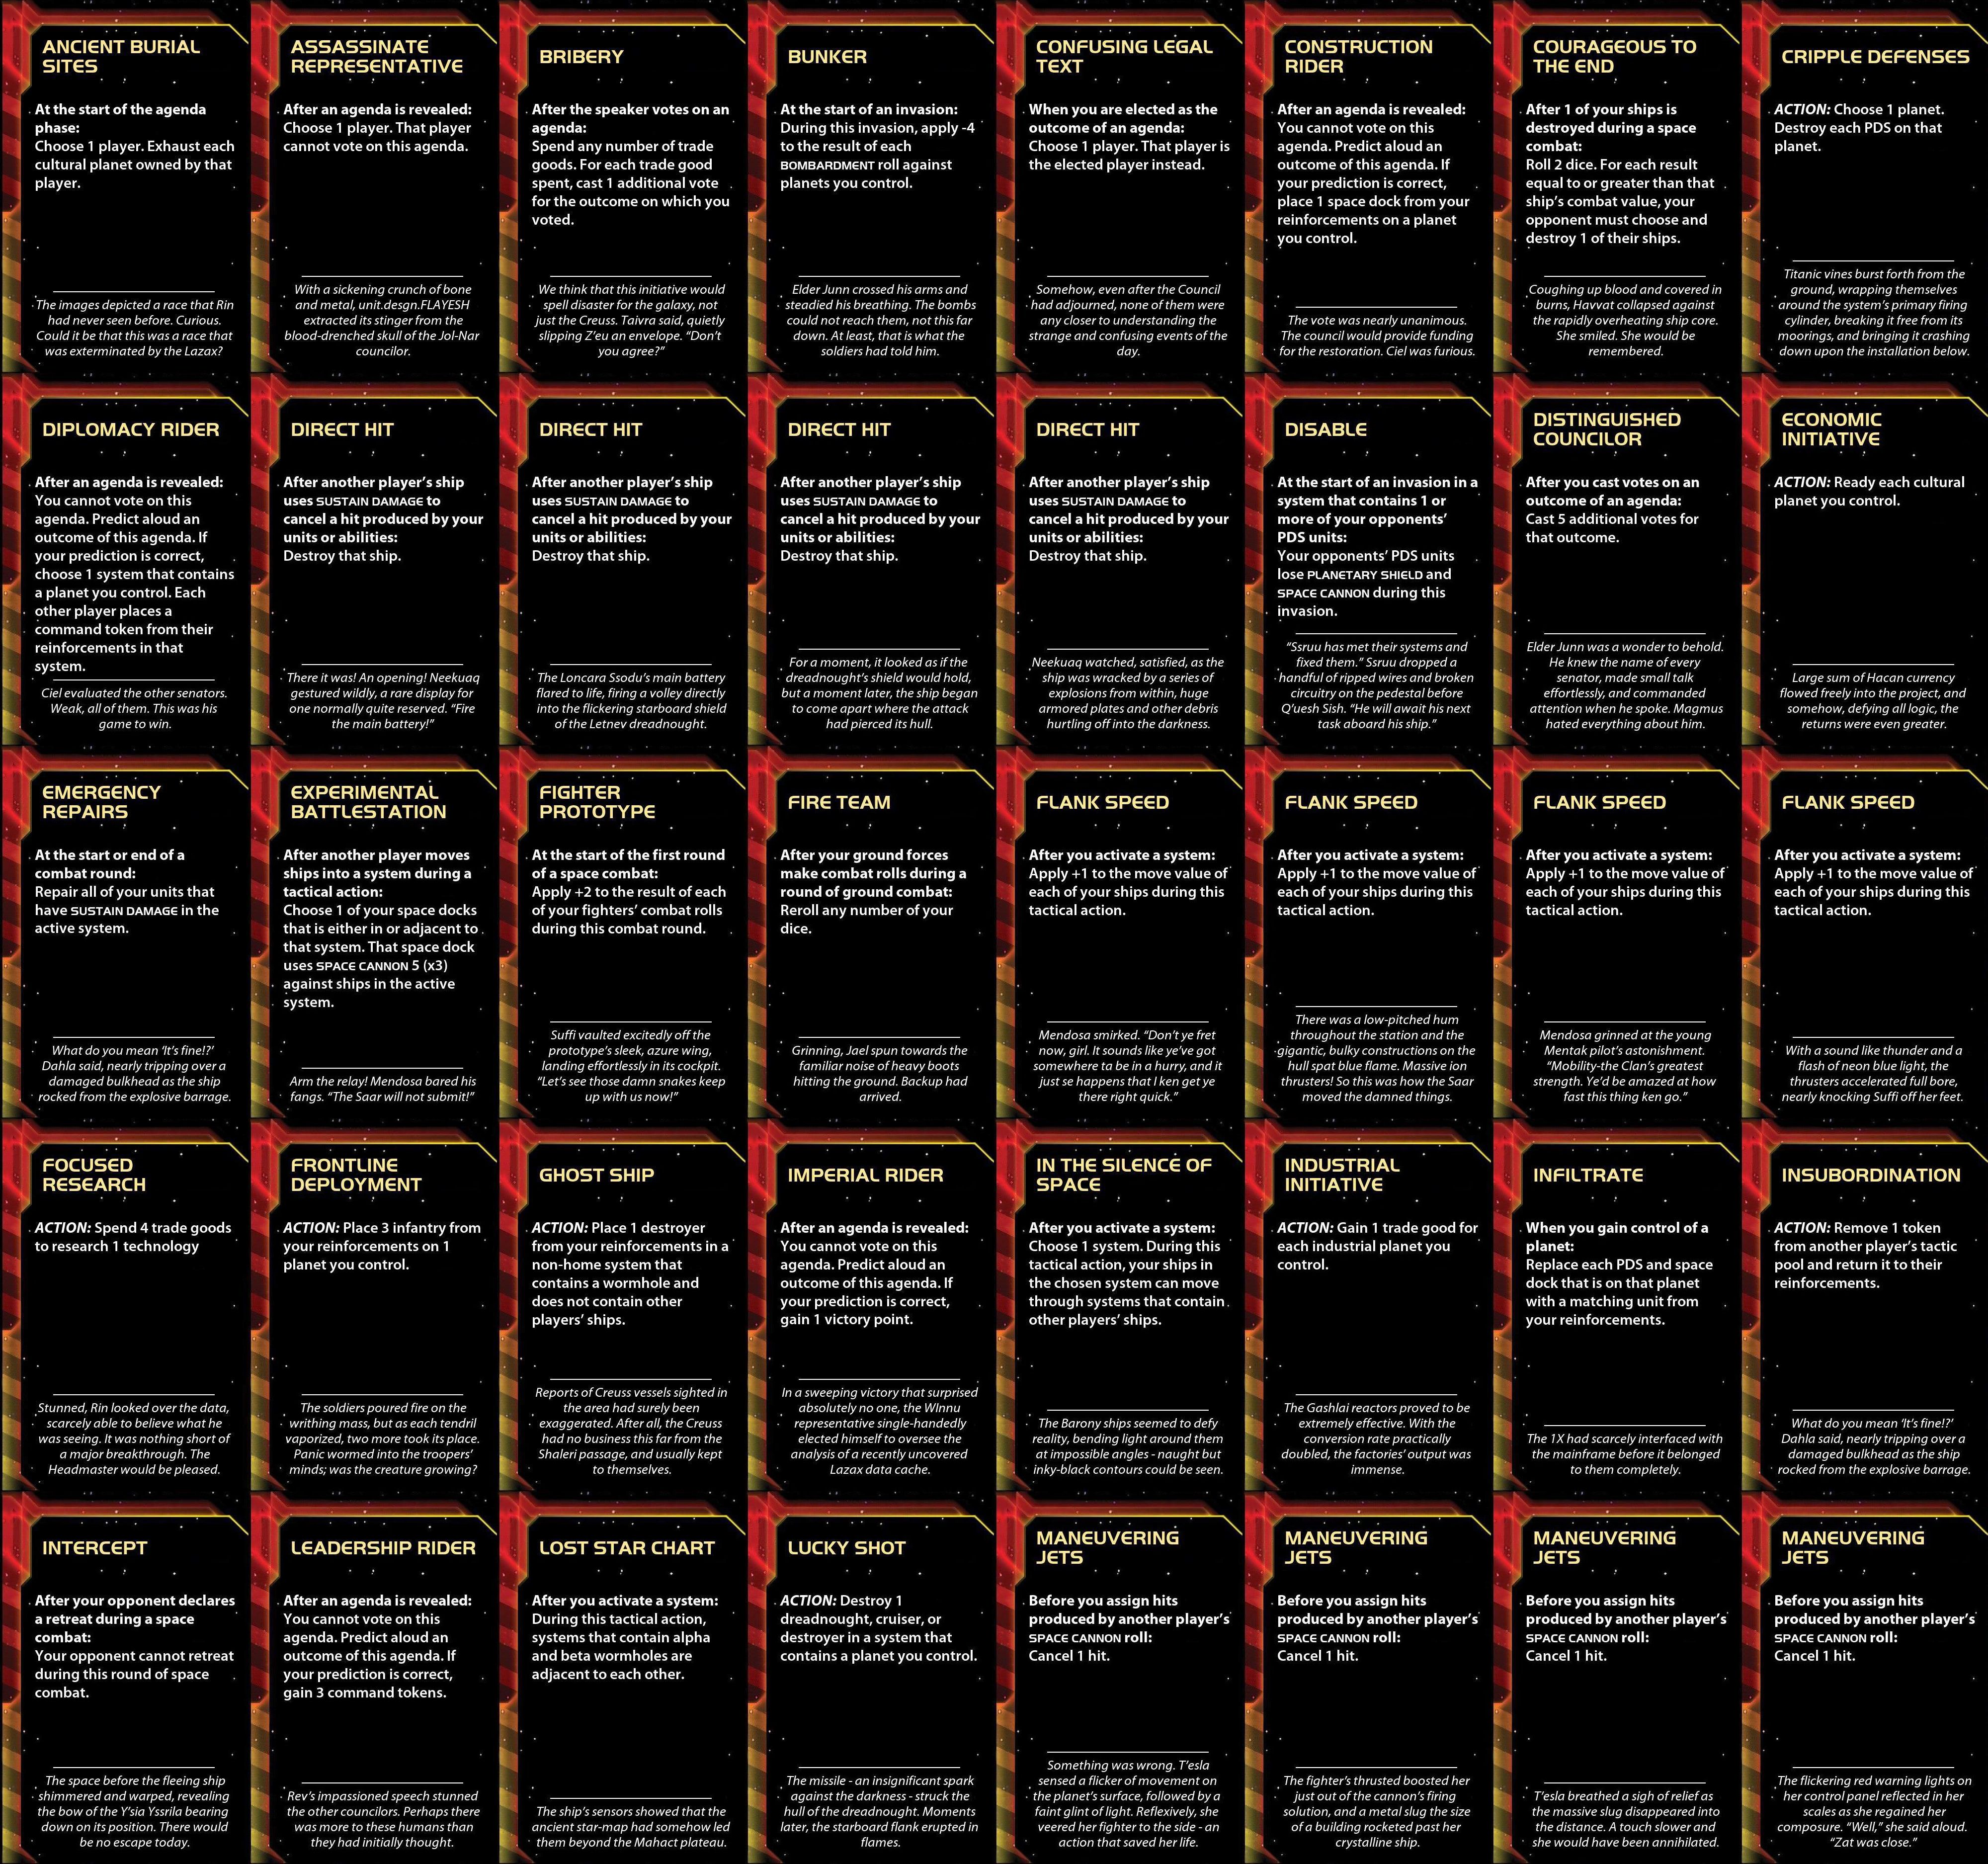 ANCIENT BURIAL
SITES
At the start of the agenda
phase:
Choose 1 player. Exhaust each
cultural planet owned by that
player.
The images depicted a race that Rin
had never seen before. Curious.
Could it be that this was a race that
was exterminated by the Lazax?
ASSASSINATE
REPRESENTATIVE
After an agenda is revealed:
Choose 1 player. That player
cannot vote on this agenda.
With a sickening crunch of bone
and metal, unit.desgn.FLAYESH
extracted its stinger from the
blood-drenched skull of the Jol-Nar
councilor.
BRIBERY
After the speaker votes on an
agenda:
Spend any number of trade
goods. For each trade good
spent, cast 1 additional vote
for the outcome on which you
voted.
We think that this initiative would
spell disaster for the galaxy, not
just the Creuss. Taivra said, quietly
slipping Z'eu an envelope. “Don’t
you agree?”
BUNKER
At the start of an invasion:
During this invasion, apply -4
to the result of each
BOMBARDMENT roll against
planets you control.
Elder Junn crossed his arms and
steadied his breathing. The bombs
could not reach them, not this far
down. At least, that is what the
soldiers had told him.
CONFUSING LEGAL
TEXT
When you are elected as the
outcome of an agenda:
Choose 1 player. That player is
the elected player instead.
Somehow, even after the Council
had adjourned, none of them were
any closer to understanding the
strange and confusing events of the
day.
CONSTRUCTION
RIDER
After an agenda is revealed:
You cannot vote on this
agenda. Predict aloud an
outcome of this agenda. If
your prediction is correct,
place 1 space dock from your
reinforcements on a planet
you control.
The vote was nearly unanimous.
The council would provide funding
for the restoration. Ciel was furious.
COURAGEOUS TO
THE END
After 1 of your ships is
destroyed during a space
combat:
Roll 2 dice. For each result
equal to or greater than that
ship’s combat value, your
opponent must choose and
destroy 1 of their ships.
Coughing up blood and covered in
burns, Havvat collapsed against
the rapidly overheating ship core.
She smiled. She would be
remembered.
CRIPPLE DEFENSES
ACTION: Choose 1 planet.
Destroy each PDS on that
planet.
Titanic vines burst forth from the
ground, wrapping themselves
around the system’s primary firing
cylinder, breaking it free from its
moorings, and bringing it crashing
down upon the installation below.
DIPLOMACY RIDER
After an agenda is revealed:
You cannot vote on this
agenda. Predict aloud an
outcome of this agenda. If
your prediction is correct,
choose 1 system that contains
a planet you control. Each
other player places a
command token from their
reinforcements in that
system.
Ciel evaluated the other senators.
Weak, all of them. This was his
game to win.
DIRECT HIT
After another player’s ship
uses SUSTAIN DAMAGE to
cancel a hit produced by your
units or abilities:
Destroy that ship.
There it was! An opening! Neekuaq
gestured wildly, a rare display for
one normally quite reserved. “Fire
the main battery!”
DIRECT HIT
After another player’s ship
uses SUSTAIN DAMAGE to
cancel a hit produced by your
units or abilities:
Destroy that ship.
The Loncara Ssodu’s main battery
flared to life, firing a volley directly
into the flickering starboard shield
of the Letnev dreadnought.
DIRECT HIT
After another player’s ship
uses SUSTAIN DAMAGE to
cancel a hit produced by your
units or abilities:
Destroy that ship.
For a moment, it looked as if the
dreadnought’s shield would hold,
but a moment later, the ship began
to come apart where the attack
had pierced its hull.
DIRECT HIT
After another player’s ship
uses SUSTAIN DAMAGE to
cancel a hit produced by your
units or abilities:
Destroy that ship.
Neekuaq watched, satisfied, as the
ship was wracked by a series of
explosions from within, huge
armored plates and other debris
hurtling off into the darkness.
DISABLE
At the start of an invasion in a
system that contains 1 or
more of your opponents’
PDS units:
Your opponents’ PDS units
lose PLANETARY SHIELD and
SPACE CANNON during this
invasion.
“Ssruu has met their systems and
fixed them.” Ssruu dropped a
handful of ripped wires and broken
circuitry on the pedestal before
Q’uesh Sish. “He will await his next
task aboard his ship.”
DISTINGUISHED
COUNCILOR
After you cast votes on an
outcome of an agenda:
Cast 5 additional votes for
that outcome.
Elder Junn was a wonder to behold.
He knew the name of every
senator, made small talk
effortlessly, and commanded
attention when he spoke. Magmus
hated everything about him.
ECONOMIC
INITIATIVE
ACTION: Ready each cultural
planet you control.
Large sum of Hacan currency
flowed freely into the project, and
somehow, defying all logic, the
returns were even greater.
EMERGENCY
REPAIRS
At the start or end of a
combat round:
Repair all of your units that
have SUSTAIN DAMAGE in the
active system.
What do you mean ‘It’s fine!?’
Dahla said, nearly tripping over a
damaged bulkhead as the ship
rocked from the explosive barrage.
EXPERIMENTAL
BATTLESTATION
After another player moves
ships into a system during a
tactical action:
Choose 1 of your space docks
that is either in or adjacent to
that system. That space dock
uses SPACE CANNON 5 (x3)
against ships in the active
system.
Arm the relay! Mendosa bared his
fangs. “The Saar will not submit!”
FIGHTER
PROTOTYPE
At the start of the first round
of a space combat:
Apply +2 to the result of each
of your fighters’ combat rolls
during this combat round.
Suffi vaulted excitedly off the
prototype’s sleek, azure wing,
landing effortlessly in its cockpit.
“Let’s see those damn snakes keep
up with us now!”
FIRE TEAM
After your ground forces
make combat rolls during a
round of ground combat:
Reroll any number of your
dice.
Grinning, Jael spun towards the
familiar noise of heavy boots
hitting the ground. Backup had
arrived.
FLANK SPEED
After you activate a system:
Apply +1 to the move value of
each of your ships during this
tactical action.
Mendosa smirked. “Don’t ye fret
now, girl. It sounds like ye’ve got
somewhere ta be in a hurry, and it
just se happens that I ken get ye
there right quick.”
FLANK SPEED
After you activate a system:
Apply +1 to the move value of
each of your ships during this
tactical action.
There was a low-pitched hum
throughout the station and the
gigantic, bulky constructions on the
hull spat blue flame. Massive ion
thrusters! So this was how the Saar
moved the damned things.
FLANK SPEED
After you activate a system:
Apply +1 to the move value of
each of your ships during this
tactical action.
Mendosa grinned at the young
Mentak pilot’s astonishment.
“Mobility-the Clan’s greatest
strength. Ye’d be amazed at how
fast this thing ken go.”
FLANK SPEED
After you activate a system:
Apply +1 to the move value of
each of your ships during this
tactical action.
With a sound like thunder and a
flash of neon blue light, the
thrusters accelerated full bore,
nearly knocking Suffi off her feet.
FOCUSED
RESEARCH
ACTION: Spend 4 trade goods
to research 1 technology
Stunned, Rin looked over the data,
scarcely able to believe what he
was seeing. It was nothing short of
a major breakthrough. The
Headmaster would be pleased.
FRONTLINE
DEPLOYMENT
ACTION: Place 3 infantry from
your reinforcements on 1
planet you control.
The soldiers poured fire on the
writhing mass, but as each tendril
vaporized, two more took its place.
Panic wormed into the troopers’
minds; was the creature growing?
GHOST SHIP
ACTION: Place 1 destroyer
from your reinforcements in a
non-home system that
contains a wormhole and
does not contain other
players’ ships.
Reports of Creuss vessels sighted in
the area had surely been
exaggerated. After all, the Creuss
had no business this far from the
Shaleri passage, and usually kept
to themselves.
IMPERIAL RIDER
After an agenda is revealed:
You cannot vote on this
agenda. Predict aloud an
outcome of this agenda. If
your prediction is correct,
gain 1 victory point.
In a sweeping victory that surprised
absolutely no one, the WInnu
representative single-handedly
elected himself to oversee the
analysis of a recently uncovered
Lazax data cache.
IN THE SILENCE OF
SPACE
After you activate a system:
Choose 1 system. During this
tactical action, your ships in
the chosen system can move
through systems that contain
other players’ ships.
The Barony ships seemed to defy
reality, bending light around them
at impossible angles - naught but
inky-black contours could be seen.
INDUSTRIAL
INITIATIVE
ACTION: Gain 1 trade good for
each industrial planet you
control.
The Gashlai reactors proved to be
extremely effective. With the
conversion rate practically
doubled, the factories’ output was
immense.
INFILTRATE
When you gain control of a
planet:
Replace each PDS and space
dock that is on that planet
with a matching unit from
your reinforcements.
The 1X had scarcely interfaced with
the mainframe before it belonged
to them completely.
INSUBORDINATION
ACTION: Remove 1 token
from another player’s tactic
pool and return it to their
reinforcements.
What do you mean ‘It’s fine!?’
Dahla said, nearly tripping over a
damaged bulkhead as the ship
rocked from the explosive barrage.
INTERCEPT
After your opponent declares
a retreat during a space
combat:
Your opponent cannot retreat
during this round of space
combat.
The space before the fleeing ship
shimmered and warped, revealing
the bow of the Y’sia Yssrila bearing
down on its position. There would
be no escape today.
LEADERSHIP RIDER
After an agenda is revealed:
You cannot vote on this
agenda. Predict aloud an
outcome of this agenda. If
your prediction is correct,
gain 3 command tokens.
Rev’s impassioned speech stunned
the other councilors. Perhaps there
was more to these humans than
they had initially thought.
LOST STAR CHART
After you activate a system:
During this tactical action,
systems that contain alpha
and beta wormholes are
adjacent to each other.
The ship’s sensors showed that the
ancient star-map had somehow led
them beyond the Mahact plateau.
LUCKY SHOT
ACTION: Destroy 1
dreadnought, cruiser, or
destroyer in a system that
contains a planet you control.
The missile - an insignificant spark
against the darkness - struck the
hull of the dreadnought. Moments
later, the starboard flank erupted in
flames.
MANEUVERING
JETS
Before you assign hits
produced by another player’s
SPACE CANNON roll:
Cancel 1 hit.
Something was wrong. T’esla
sensed a flicker of movement on
the planet’s surface, followed by a
faint glint of light. Reflexively, she
veered her fighter to the side - an
action that saved her life.
MANEUVERING
JETS
Before you assign hits
produced by another player’s
SPACE CANNON roll:
Cancel 1 hit.
The fighter’s thrusted boosted her
just out of the cannon’s firing
solution, and a metal slug the size
of a building rocketed past her
crystalline ship.
MANEUVERING
JETS
Before you assign hits
produced by another player’s
SPACE CANNON roll:
Cancel 1 hit.
T’esla breathed a sigh of relief as
the massive slug disappeared into
the distance. A touch slower and
she would have been annihilated.
MANEUVERING
JETS
Before you assign hits
produced by another player’s
SPACE CANNON roll:
Cancel 1 hit.
The flickering red warning lights on
her control panel reflected in her
scales as she regained her
composure. “Well,” she said aloud.
“Zat was close.”